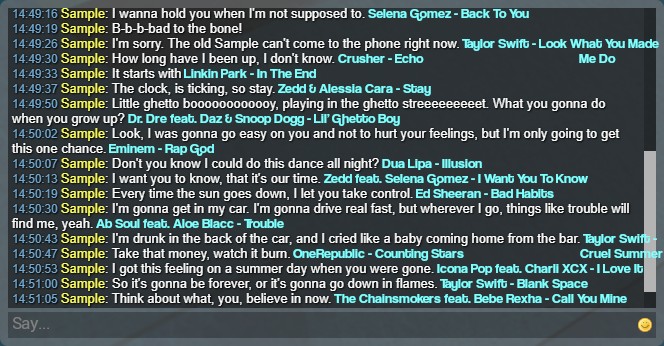 14:49:16 Sample: I wanna hold you when I'm not supposed to. Selena Gomez - Back To You
14:49:19 Sample: B-b-b-bad to the bone!
14:49:26 Sample: I'm sorry. The old Sample can't come to the phone right now. Taylor Swift - Look What You Made
14:49:30 Sample: How long have I been up, I don't know. Crusher - Echo Me Do
14:49:33 Sample: It starts with Linkin Park - In The End
14:49:37 Sample: The clock, is ticking, so stay. Zedd & Alessia Cara - Stay
14:49:50 Sample: Little ghetto boooooooooooy, playing in the ghetto streeeeeeeeet. What you gonna do
when you grow up? Dr. Dre feat. Daz & Snoop Dogg - Lil' Ghetto Boy
14:50:02 Sample: Look, I was gonna go easy on you and not to hurt your feelings, but I'm only going to get
this one chance. Eminem - Rap God
14:50:07 Sample: Don't you know I could do this dance all night? Dua Lipa - Illusion
14:50:13 Sample: I want you to know, that it's our time. Zedd feat. Selena Gomez - I Want You To Know
14:50:19 Sample: Every time the sun goes down, I let you take control. Ed Sheeran - Bad Habits
14:50:30 Sample: I'm gonna get in my car. I'm gonna drive real fast, but wherever I go, things like trouble will
find me, yeah. Ab Soul feat. Aloe Blacc - Trouble
14:50:43 Sample: I'm drunk in the back of the car, and I cried like a baby coming home from the bar. Taylor Swift -
14:50:47 Sample: Take that money, watch it burn. OneRepublic - Counting Stars Cruel Summer
14:50:53 Sample: I got this feeling on a summer day when you were gone. Icona Pop feat. Charli XCX - I Love It
14:51:00 Sample: So it's gonna be forever, or it's gonna go down in flames. Taylor Swift - Blank Space
14:51:05 Sample: Think about what, you, believe in now. The Chainsmokers feat. Bebe Rexha - Call You Mine
Say...